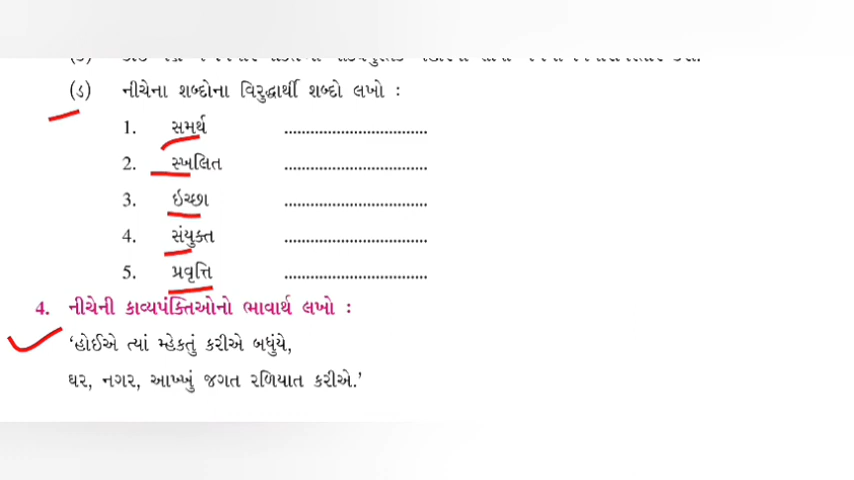 (ડ) નીચેના શબ્દોના વિરુદ્ધાર્થી શબ્દો લખો :
1. સમર્થ ..................................
2. સ્ખલિત ..................................
3. ઇચ્છા ..................................
4. સંયુક્ત ..................................
5. પ્રવૃત્તિ ..................................
4. નીચેની કાવ્યપંક્તિઓનો ભાવાર્થ લખો :
‘હોઈએ ત્યાં મ્હેકતું કરીએ બધુંયે,
ઘર, નગર, આખ્ખું જગત રળિયાત કરીએ.’